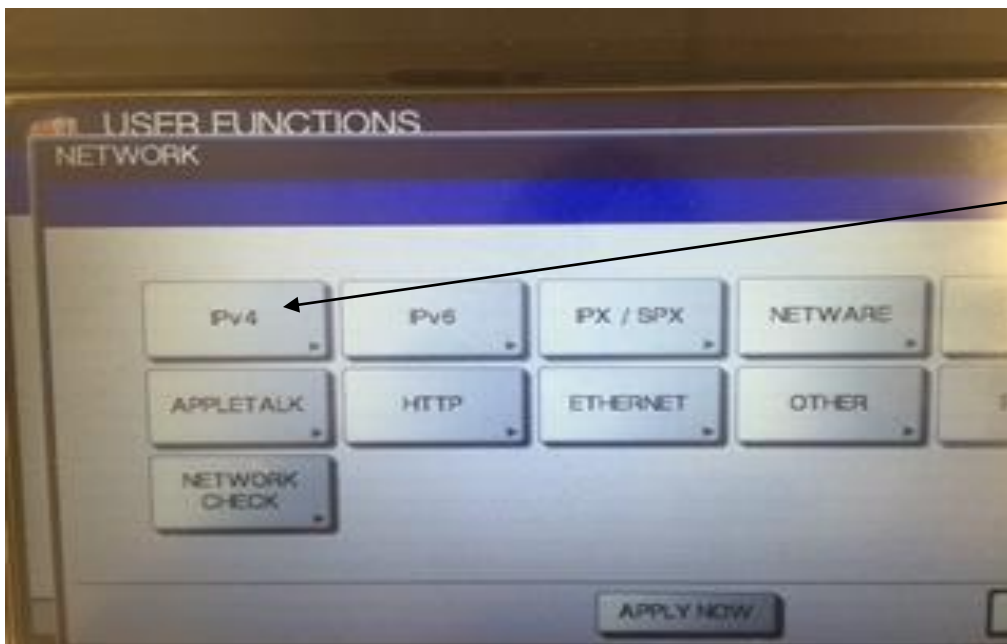 USER FUNCTIONS
NETWORK
IPv4 IPv6 IPX / SPX NETWARE
APPLETALK HTTP ETHERNET OTHER
NETWORK
CHECK
APPLY NOW